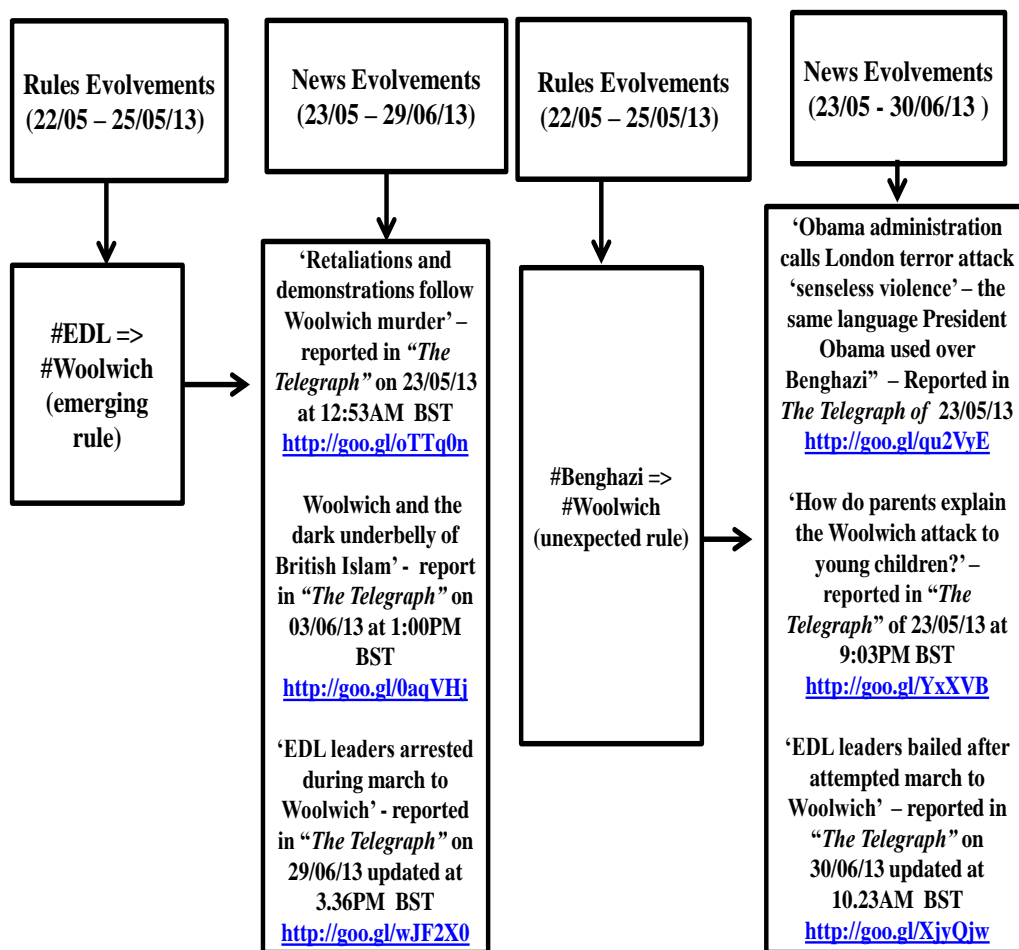 Rules Evolvements
(22/05 – 25/05/13)
#EDL =>
#Woolwich
(emerging
rule)
News Evolvements
(23/05 – 29/06/13)
‘Retaliations and
demonstrations follow
Woolwich murder’ –
reported in “The
Telegraph” on 23/05/13
at 12:53AM BST
http://goo.gl/oTTq0n
Woolwich and the
dark underbelly of
British Islam’ - report
in “The Telegraph” on
03/06/13 at 1:00PM
BST
http://goo.gl/0aqVHj
‘EDL leaders arrested
during march to
Woolwich’ - reported
in “The Telegraph” on
29/06/13 updated at
3.36PM BST
http://goo.gl/wJF2X0
Rules Evolvements
(22/05 – 25/05/13)
#Benghazi =>
#Woolwich
(unexpected rule)
News Evolvements
(23/05 - 30/06/13 )
‘Obama administration
calls London terror attack
‘senseless violence’ – the
same language President
Obama used over
Benghazi” – Reported in
The Telegraph of 23/05/13
http://goo.gl/qu2VyE
‘How do parents explain
the Woolwich attack to
young children?’ –
reported in “The
Telegraph” of 23/05/13 at
9:03PM BST
http://goo.gl/YxXVB
‘EDL leaders bailed after
attempted march to
Woolwich’ – reported in
“The Telegraph” on
30/06/13 updated at
10.23AM BST
http://goo.gl/XjyQjw